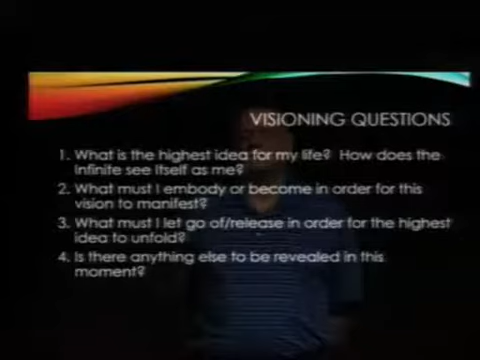 VISIONING QUESTIONS
1. What is the highest idea for my life?  How does the
Infinite see Itself as me?
2. What must I embody or become in order for this
vision to manifest?
3. What must I let go of/release in order for the highest
idea to unfold?
4. Is there anything else to be revealed in this
moment?